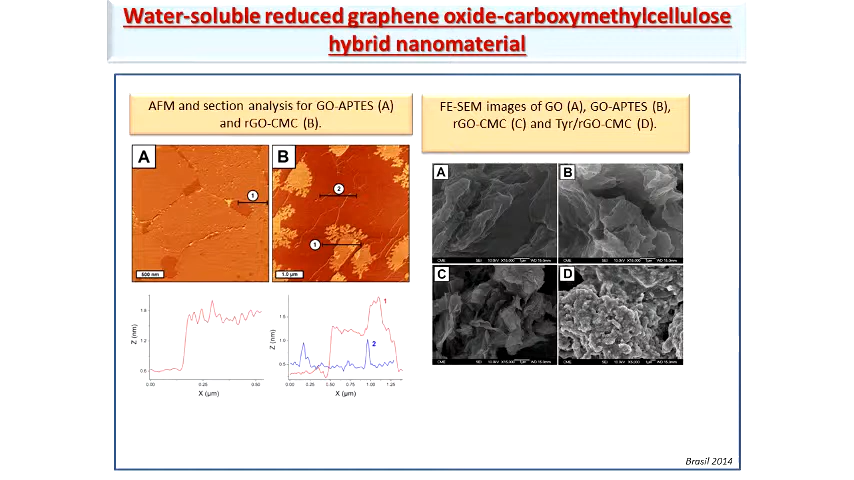 Water-soluble reduced graphene oxide-carboxymethylcellulose
hybrid nanomaterial
AFM and section analysis for GO-APTES (A)
and rGO-CMC (B).
FE-SEM images of GO (A), GO-APTES (B),
rGO-CMC (C) and Tyr/rGO-CMC (D).
A
1
500 nm
B
2
1
1.0 µm
A
B
C
D
Z (nm)
1.8
1.2
0.6
0.00 0.25 0.50
X (µm)
Z (nm)
1.5
1.0
0.5
1
2
0.00 0.25 0.50 0.75 1.00 1.25
X (µm)
Brasil 2014